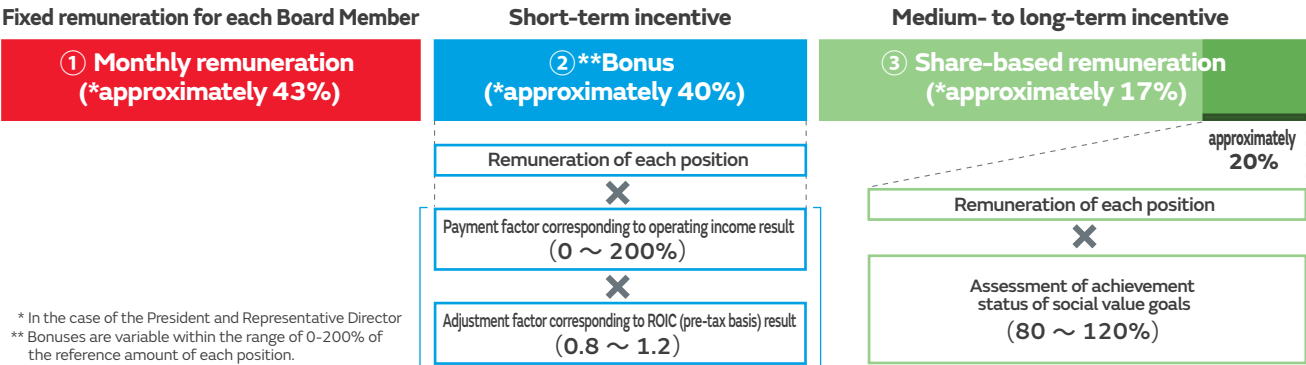 Fixed remuneration for each Board Member
① Monthly remuneration
(*approximately 43%)
Short-term incentive
②**Bonus
(*approximately 40%)
Medium- to long-term incentive
③ Share-based remuneration
(*approximately 17%)
approximately
20%
Remuneration of each position
×
Payment factor corresponding to operating income result
(0 ～ 200%)
×
Adjustment factor corresponding to ROIC (pre-tax basis) result
(0.8 ～ 1.2)
Remuneration of each position
×
Assessment of achievement
status of social value goals
(80 ～ 120%)
* In the case of the President and Representative Director
** Bonuses are variable within the range of 0-200% of
the reference amount of each position.